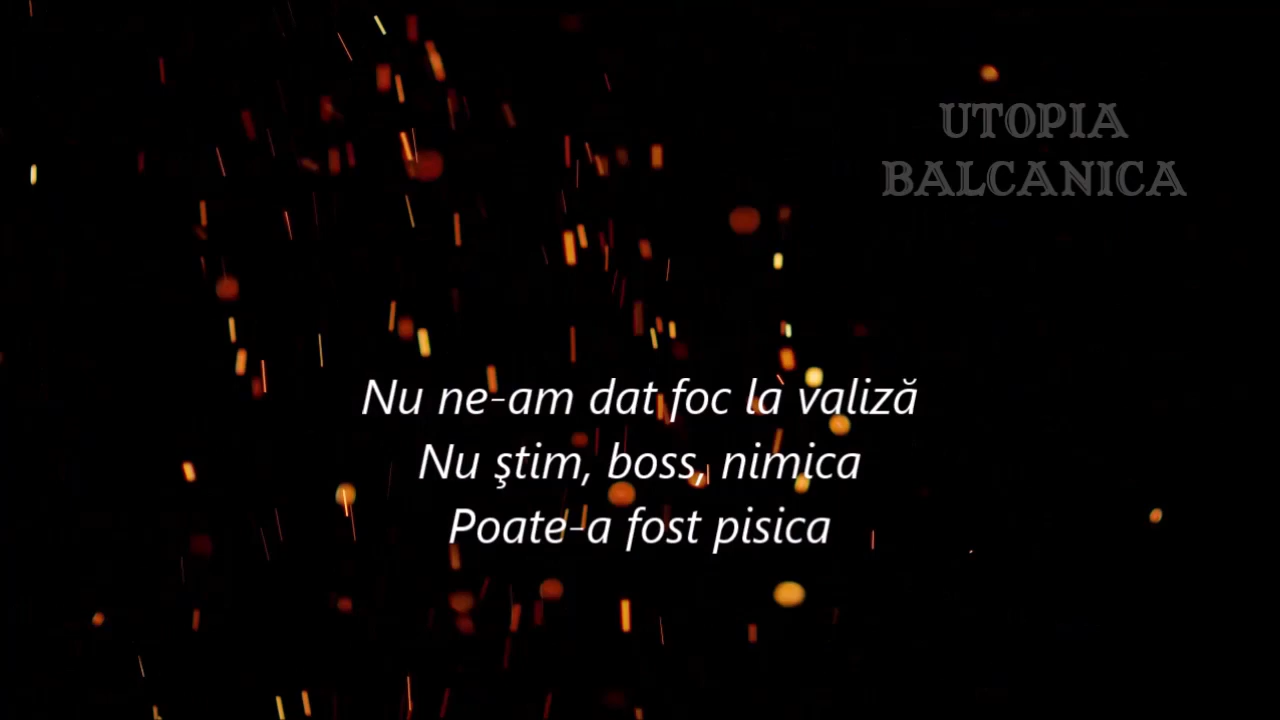 UTOPIA
BALCANICA
Nu ne-am dat foc la valiză
Nu ştim, boss, nimica
Poate-a fost pisica